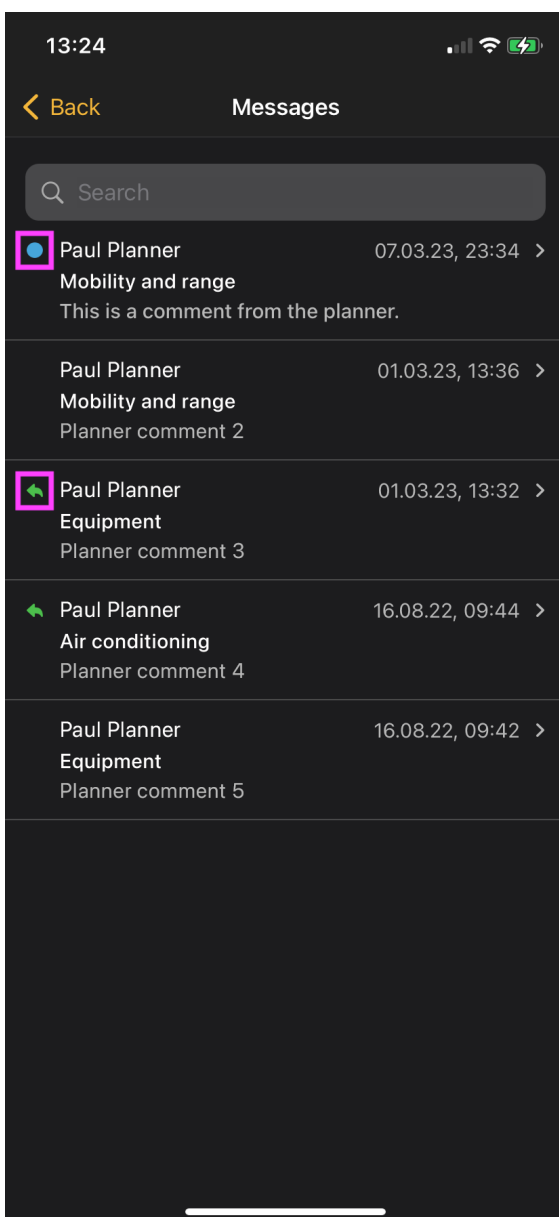 13:24
Back
Messages
Search
Paul Planner
07.03.23, 23:34
Mobility and range
This is a comment from the planner.
Paul Planner
01.03.23, 13:36
Mobility and range
Planner comment 2
Paul Planner
01.03.23, 13:32
Equipment
Planner comment 3
Paul Planner
16.08.22, 09:44
Air conditioning
Planner comment 4
Paul Planner
16.08.22, 09:42
Equipment
Planner comment 5